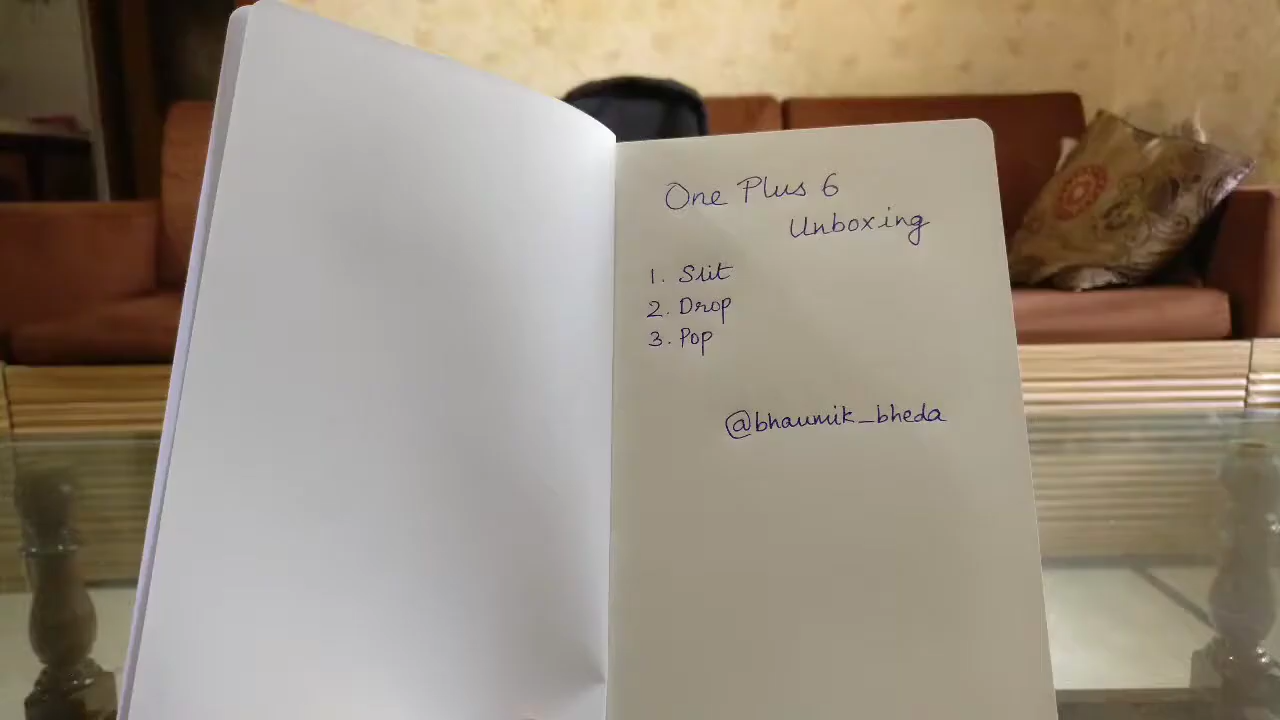 One Plus 6
Unboxing
1. Slit
2. Drop
3. Pop
@bhaumik_bheda